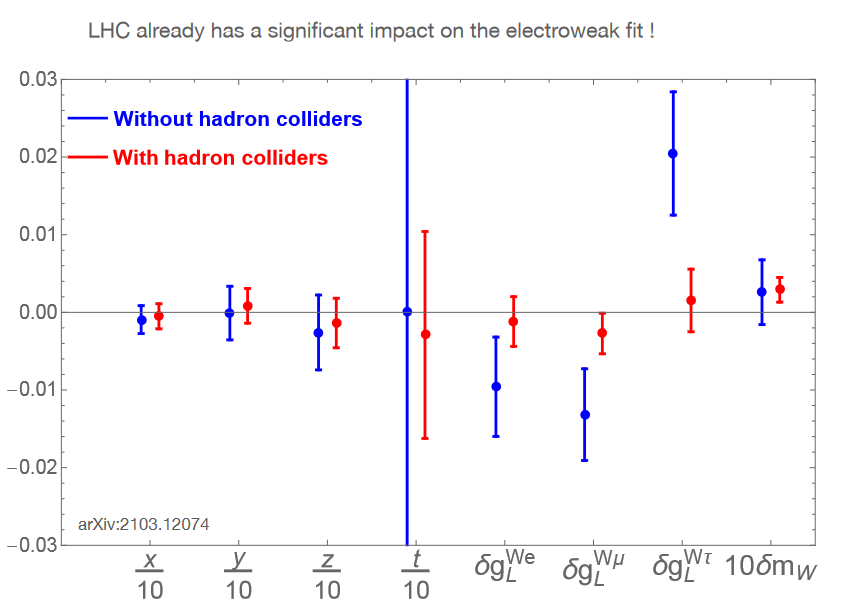 LHC already has a significant impact on the electroweak fit !
0.03
Without hadron colliders
With hadron colliders
0.02
0.01
0.00
−0.01
−0.02
arXiv:2103.12074
−0.03
x/10 y/10 z/10 t/10 δg_L^{We} δg_L^{Wμ} δg_L^{Wτ} 10δm_W